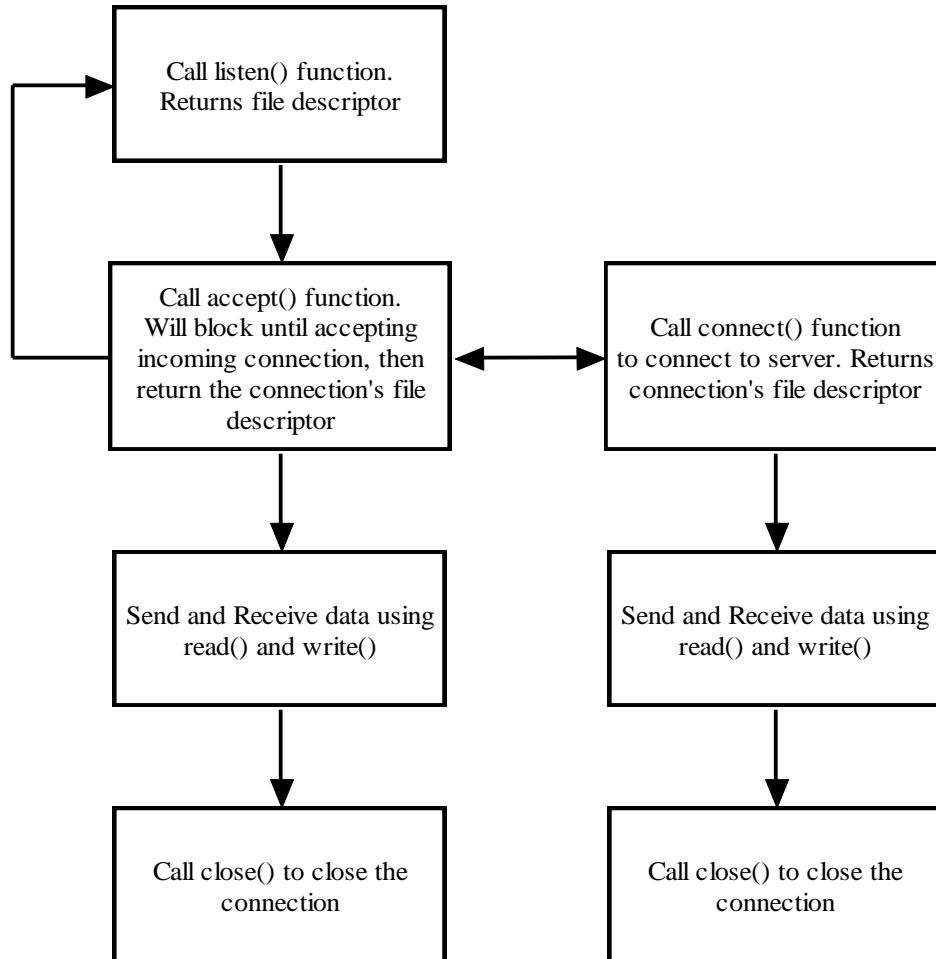 Call listen() function.
Returns file descriptor
Call accept() function.
Will block until accepting
incoming connection, then
return the connection's file
descriptor
Call connect() function
to connect to server. Returns
connection's file descriptor
Send and Receive data using
read() and write()
Send and Receive data using
read() and write()
Call close() to close the
connection
Call close() to close the
connection